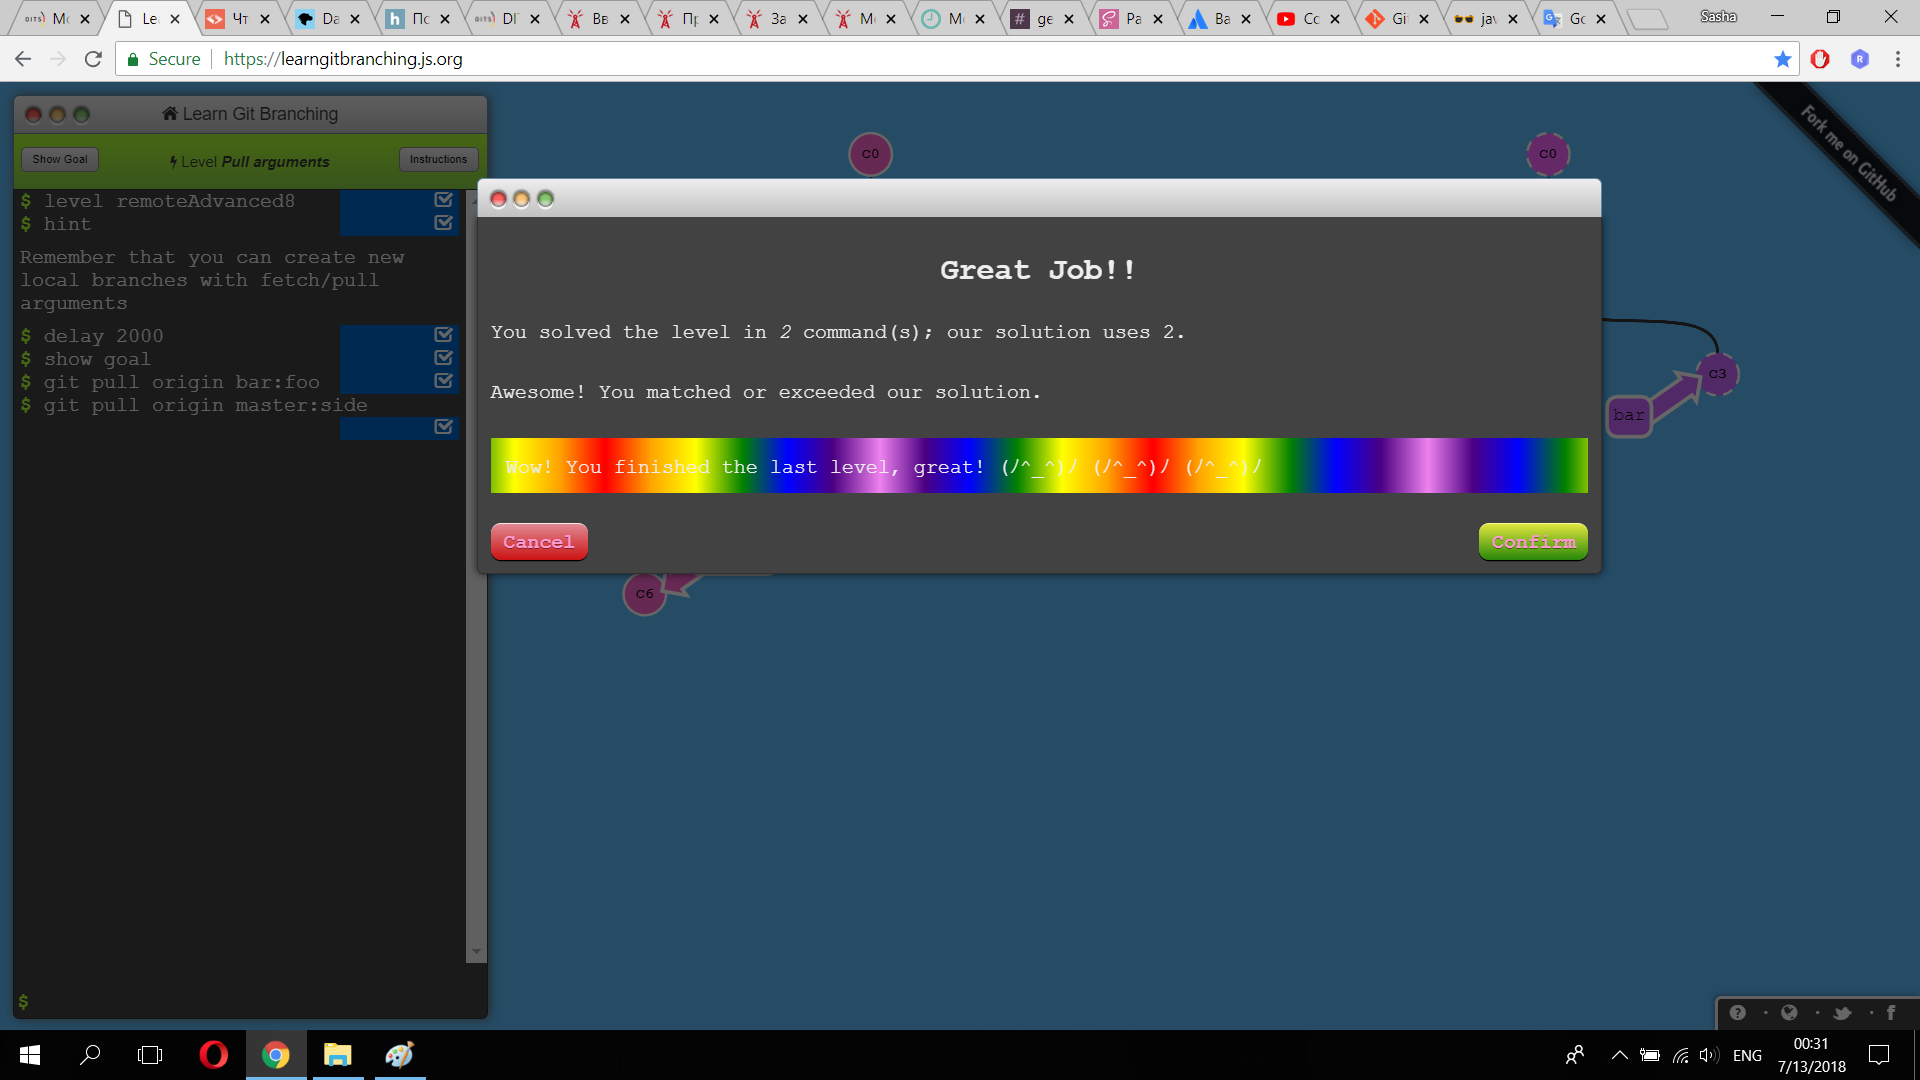 Mc
Le
Чт
Da
Пс
DI
Вв
Пр
За
Мс
Mc
ge
Pa
Ba
Cc
Gi
jav
Gc
Sasha
Secure
https://learngitbranching.js.org
Learn Git Branching
Show Goal
Level Pull arguments
Instructions
$ level remoteAdvanced8
$ hint
Remember that you can create new
local branches with fetch/pull
arguments
$ delay 2000
$ show goal
$ git pull origin bar:foo
$ git pull origin master:side
$
C0
C0
Fork me on GitHub
Great Job!!
You solved the level in 2 command(s); our solution uses 2.
Awesome! You matched or exceeded our solution.
Wow! You finished the last level, great! (/^_^)/ (/^_^)/ (/^_^)/
Cancel
Confirm
C3
bar
C6
ENG
00:31
7/13/2018